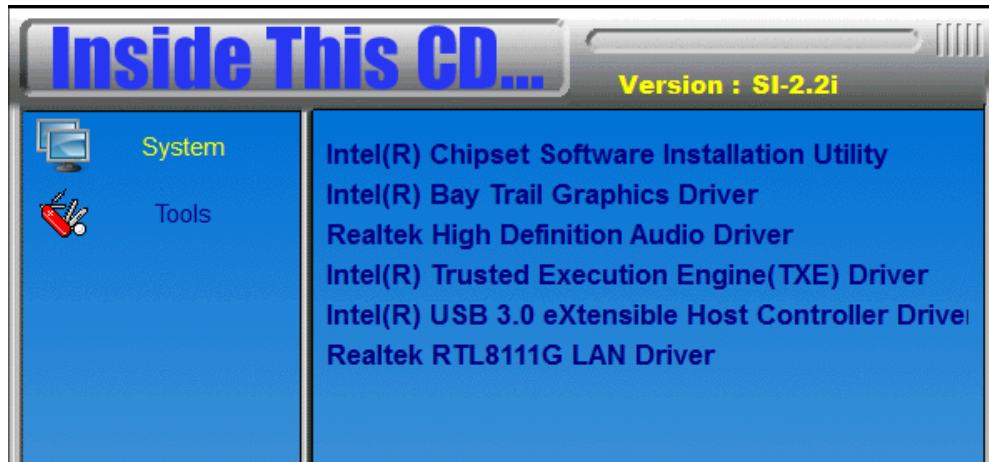 Inside This CD...
Version : SI-2.2i
System
Tools
Intel(R) Chipset Software Installation Utility
Intel(R) Bay Trail Graphics Driver
Realtek High Definition Audio Driver
Intel(R) Trusted Execution Engine(TXE) Driver
Intel(R) USB 3.0 eXtensible Host Controller Drive
Realtek RTL8111G LAN Driver